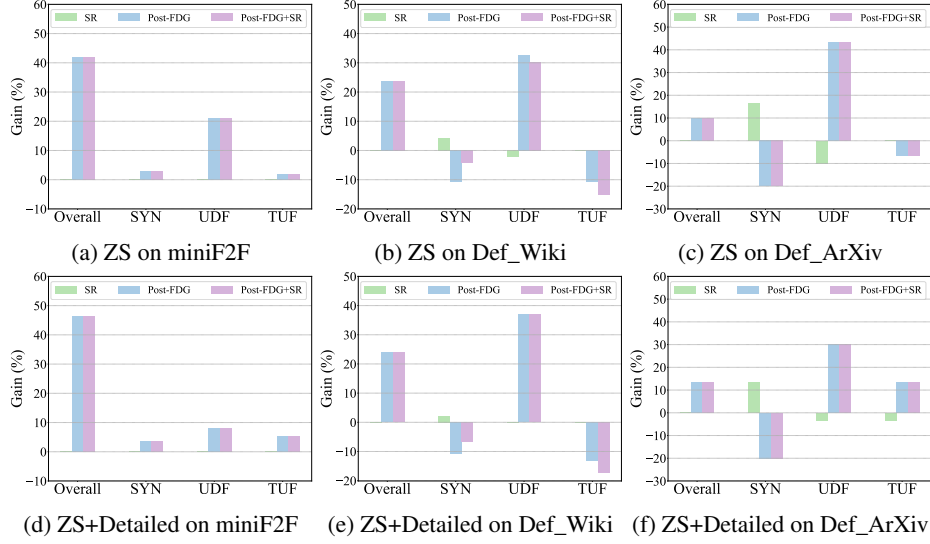 60
50
40
30
20
10
0
−10
Gain (%)
SR Post-FDG Post-FDG+SR
Overall SYN UDF TUF
(a) ZS on miniF2F
50
40
30
20
10
0
−10
−20
Gain (%)
SR Post-FDG Post-FDG+SR
Overall SYN UDF TUF
(b) ZS on Def_Wiki
60
50
40
30
20
10
0
−10
−20
−30
Gain (%)
SR Post-FDG Post-FDG+SR
Overall SYN UDF TUF
(c) ZS on Def_ArXiv
60
50
40
30
20
10
0
−10
Gain (%)
SR Post-FDG Post-FDG+SR
Overall SYN UDF TUF
(d) ZS+Detailed on miniF2F
50
40
30
20
10
0
−10
−20
Gain (%)
SR Post-FDG Post-FDG+SR
Overall SYN UDF TUF
(e) ZS+Detailed on Def_Wiki
60
50
40
30
20
10
0
−10
−20
−30
Gain (%)
SR Post-FDG Post-FDG+SR
Overall SYN UDF TUF
(f) ZS+Detailed on Def_ArXiv